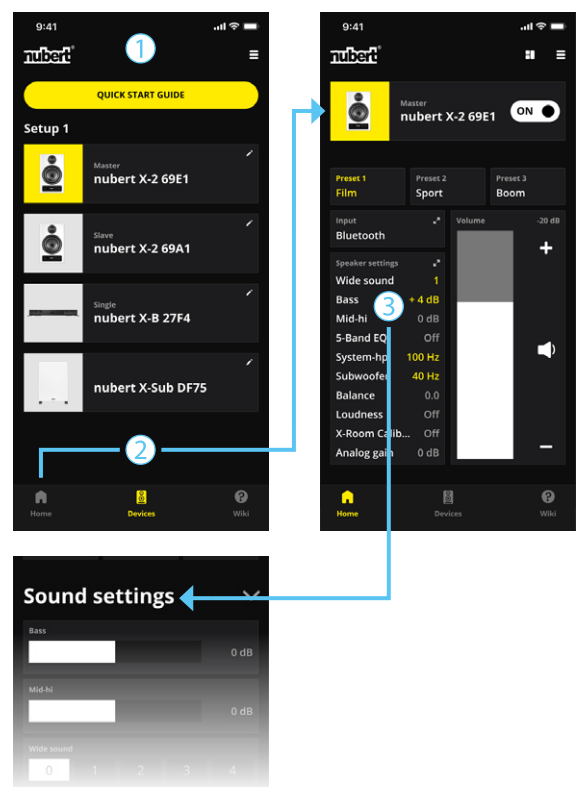 9:41
nubert®
1
QUICK START GUIDE
Setup 1
Master
nubert X-2 69E1
Slave
nubert X-2 69A1
Single
nubert X-B 27F4
nubert X-Sub DF75
2
Home
Devices
Wiki
9:41
nubert®
Master
nubert X-2 69E1
ON
Preset 1
Film
Preset 2
Sport
Preset 3
Boom
Input
Bluetooth
Speaker settings
Wide sound 1
Bass + 4 dB
Mid-hi 0 dB
5-Band EQ Off
System-hp 100 Hz
Subwoofer 40 Hz
Balance 0.0
Loudness Off
X-Room Calib... Off
Analog gain 0 dB
3
Volume -20 dB
+
−
Home
Devices
Wiki
Sound settings
Bass
0 dB
Mid-hi
0 dB
Wide sound
0 1 2 3 4